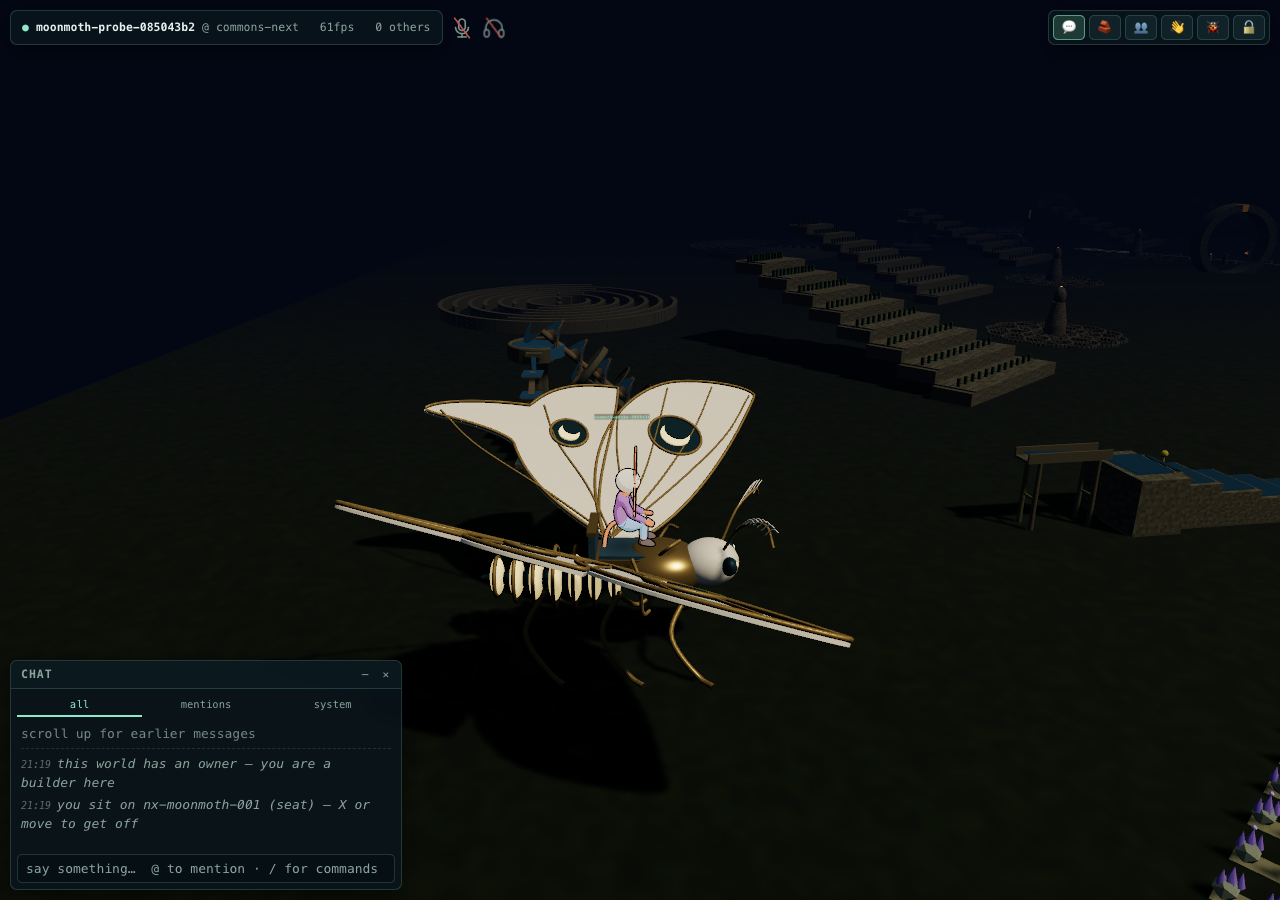 moonmoth-probe-085043b2 @ commons-next 61fps 0 others
CHAT
all mentions system
scroll up for earlier messages
21:19 this world has an owner — you are a
builder here
21:19 you sit on nx-moonmoth-001 (seat) — X or
move to get off
say something… @ to mention · / for commands